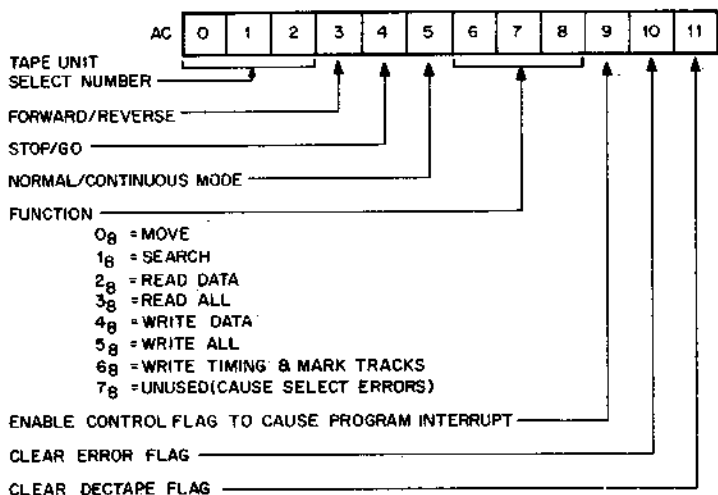 AC 0 1 2 3 4 5 6 7 8 9 10 11
TAPE UNIT
SELECT NUMBER
FORWARD/REVERSE
STOP/GO
NORMAL/CONTINUOUS MODE
FUNCTION
0₈ = MOVE
1₈ = SEARCH
2₈ = READ DATA
3₈ = READ ALL
4₈ = WRITE DATA
5₈ = WRITE ALL
6₈ = WRITE TIMING & MARK TRACKS
7₈ = UNUSED(CAUSE SELECT ERRORS)
ENABLE CONTROL FLAG TO CAUSE PROGRAM INTERRUPT
CLEAR ERROR FLAG
CLEAR DECTAPE FLAG